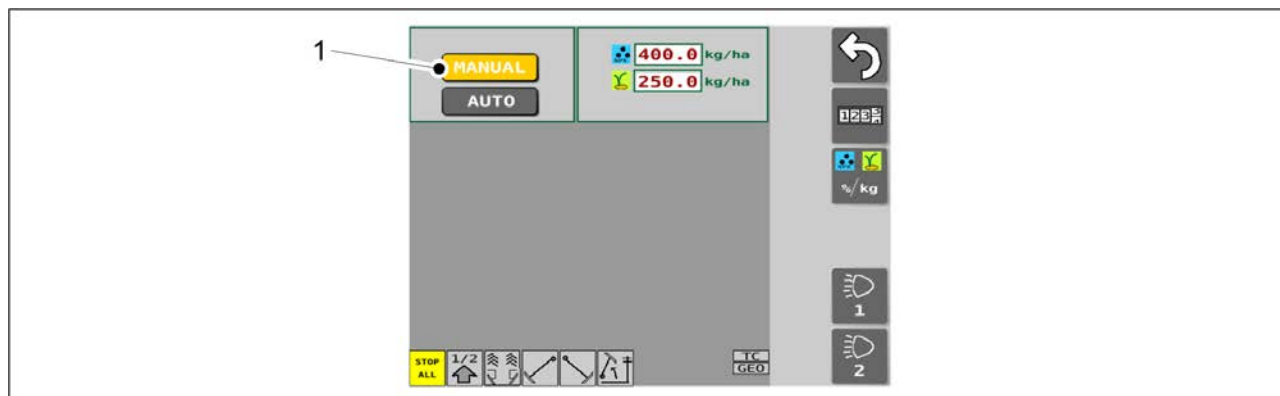 1
MANUAL
AUTO
400.0 kg/ha
250.0 kg/ha
%/kg
1
2
STOP
ALL
1/2
TC
GEO